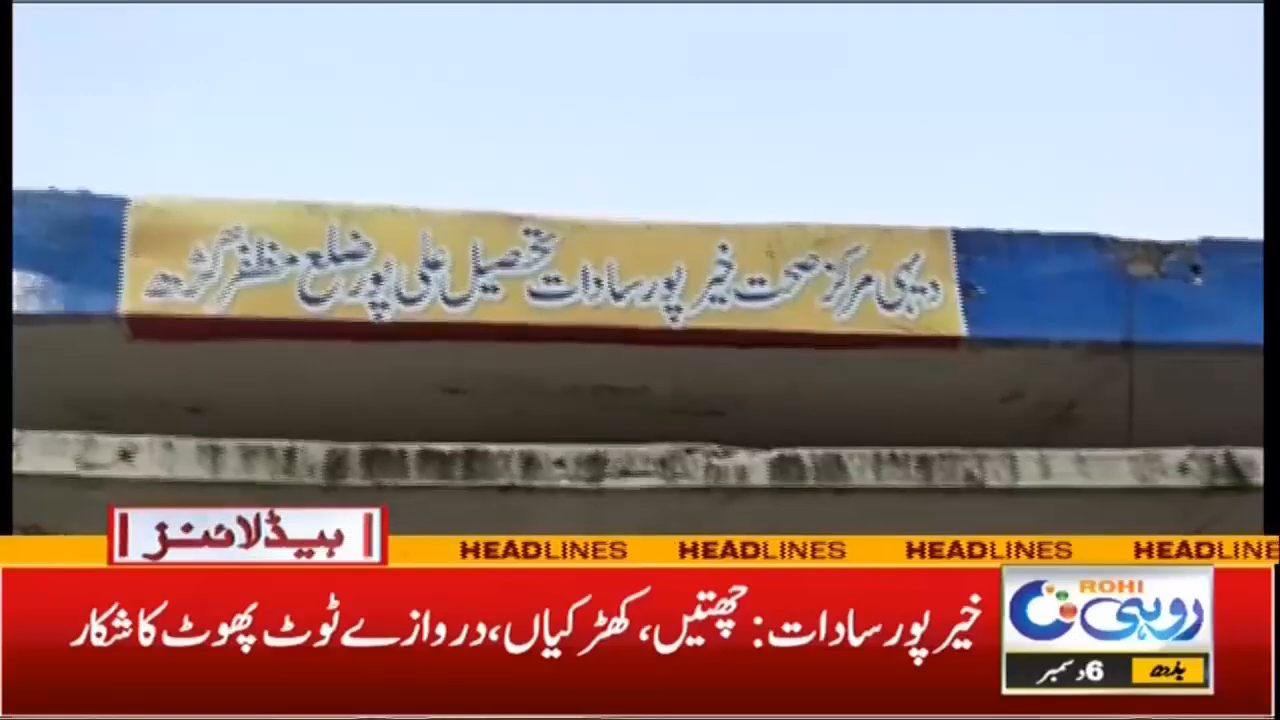 دیہی مرکز صحت خیر پور سادات تحصیل علی پور ضلع مظفر گڑھ
ہیڈلائنز
HEADLINES HEADLINES HEADLINES HEADLINE
خیر پور سادات: چھتیں، کھڑکیاں، دروازے ٹوٹ پھوٹ کا شکار
ROHI
روہی
بدھ 6 دسمبر